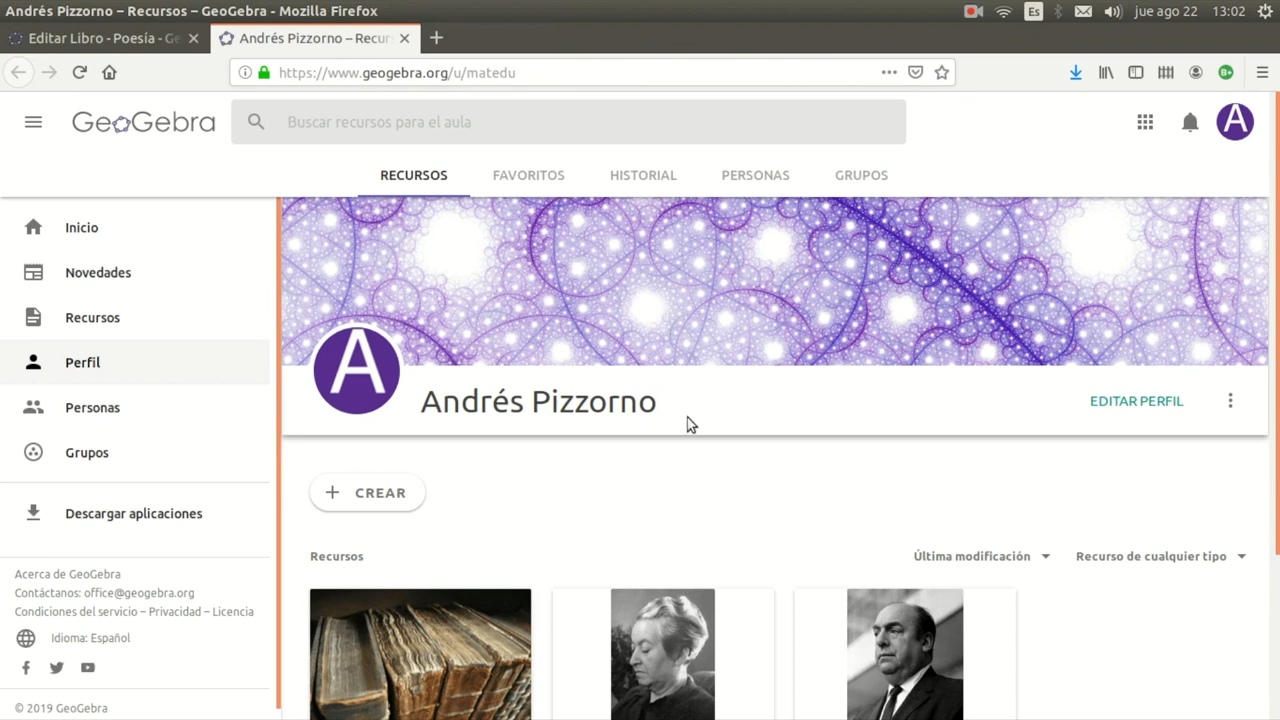 Andrés Pizzorno – Recursos – GeoGebra - Mozilla Firefox
Es
jue ago 22 13:02
Editar Libro - Poesía - Ge
Andrés Pizzorno – Recur
https://www.geogebra.org/u/matedu
B+
GeoGebra
Buscar recursos para el aula
A
RECURSOS FAVORITOS HISTORIAL PERSONAS GRUPOS
Inicio
Novedades
Recursos
Perfil
Personas
Grupos
Descargar aplicaciones
Acerca de GeoGebra
Contáctanos: office@geogebra.org
Condiciones del servicio – Privacidad – Licencia
Idioma: Español
© 2019 GeoGebra
A
Andrés Pizzorno
EDITAR PERFIL
+ CREAR
Recursos
Última modificación
Recurso de cualquier tipo